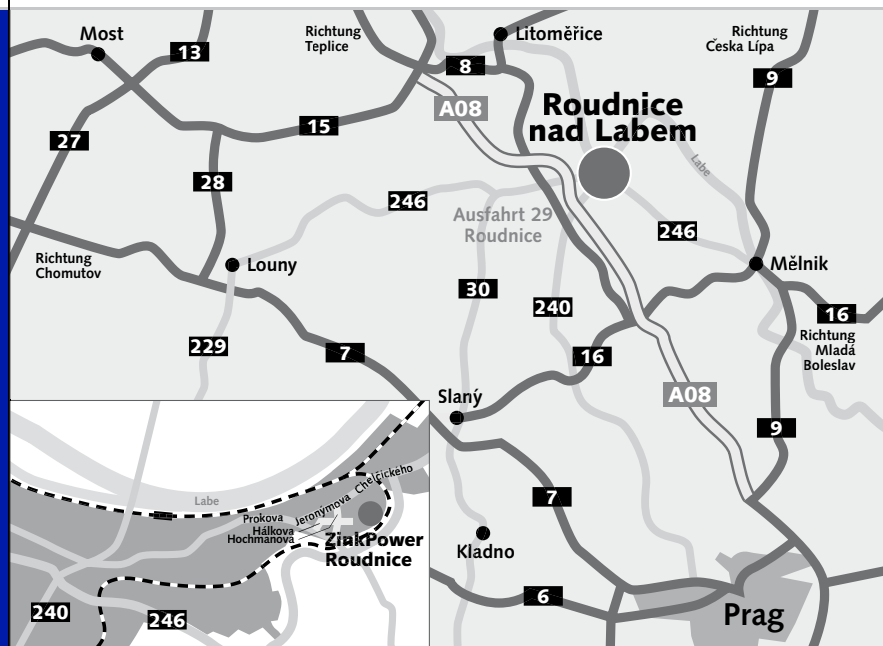 Most
13
Richtung
Teplice
Litoměřice
Richtung
Česka Lípa
8
9
A08
Roudnice
nad Labem
15
27
Labe
28
246
Ausfahrt 29
Roudnice
246
Richtung
Chomutov
Louny
Mělnik
30
240
16
Richtung
Mladá
Boleslav
229
7
16
A08
Slaný
9
7
Kladno
6
Prag
Labe
Chelčického
Jeronýmova
Prokova
Hálkova
Hochmanova
ZinkPower
Roudnice
240
246